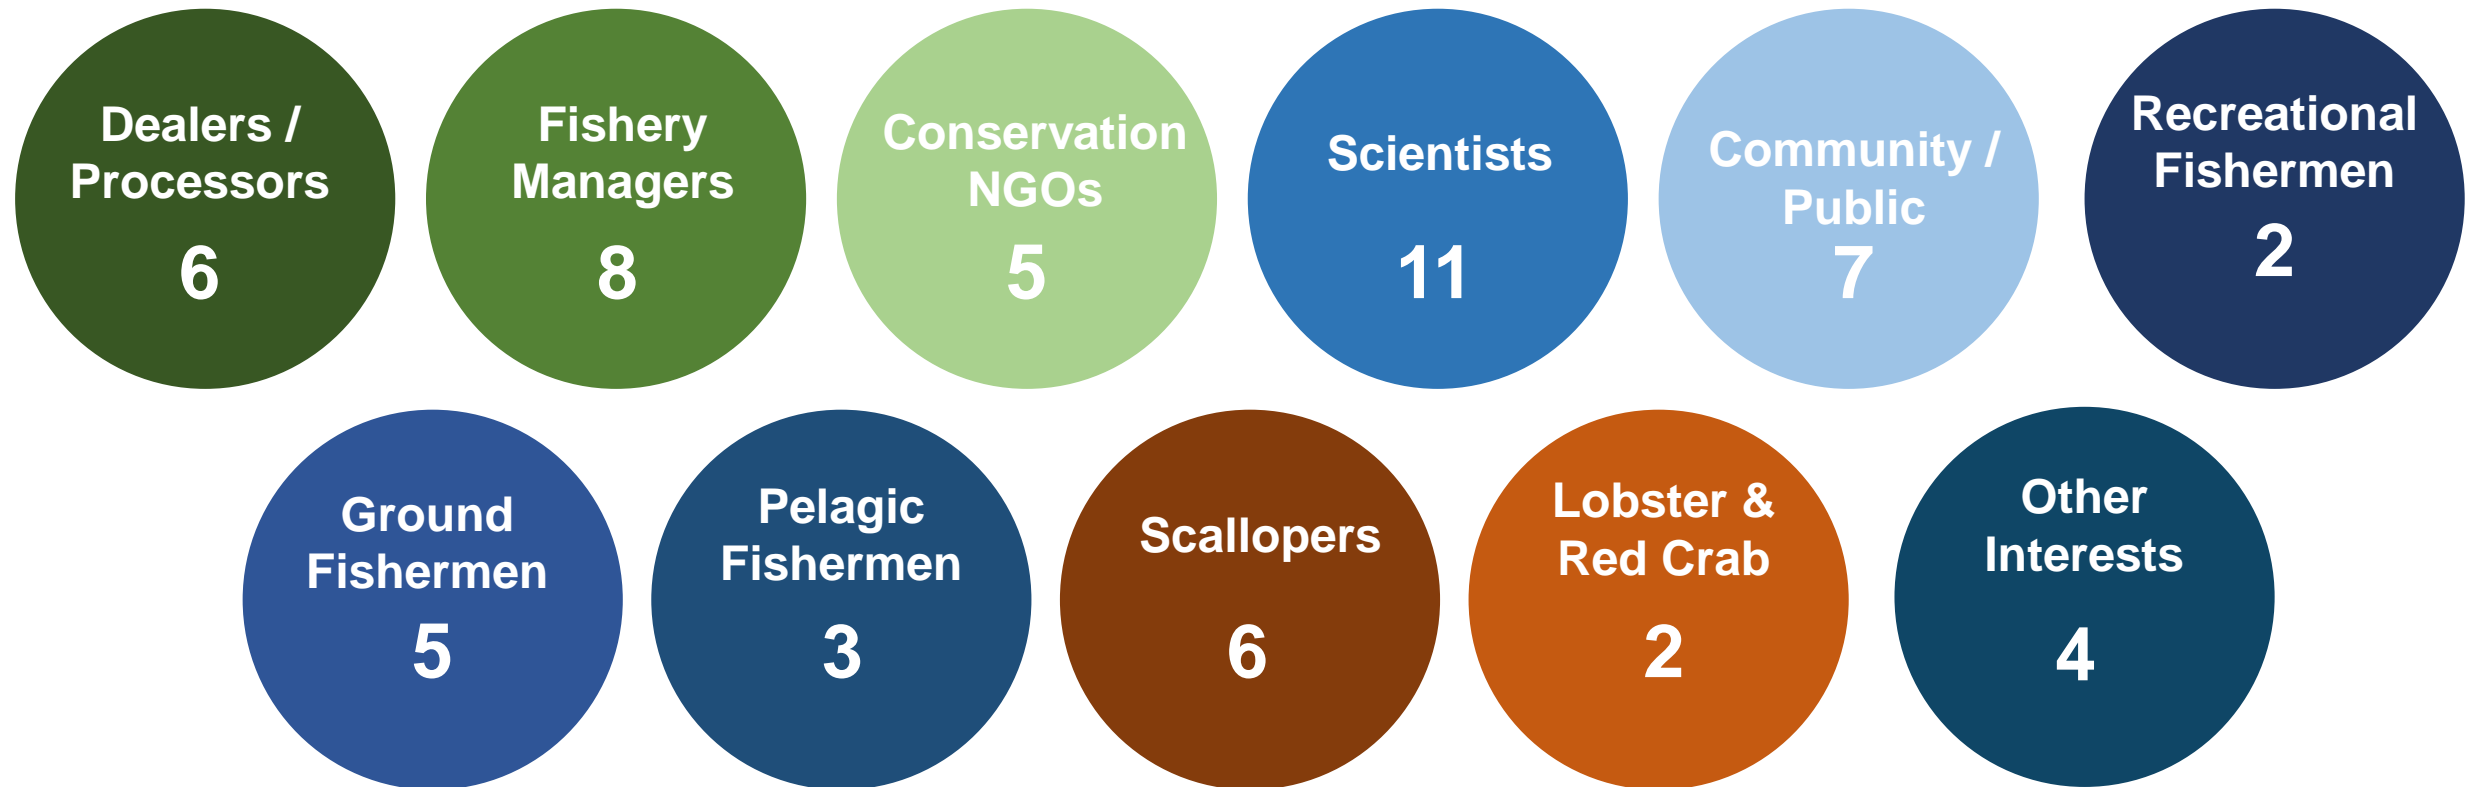 Dealers /
Processors
6
Fishery
Managers
8
Conservation
NGOs
5
Scientists
11
Community /
Public
7
Recreational
Fishermen
2
Ground
Fishermen
5
Pelagic
Fishermen
3
Scallopers
6
Lobster &
Red Crab
2
Other
Interests
4